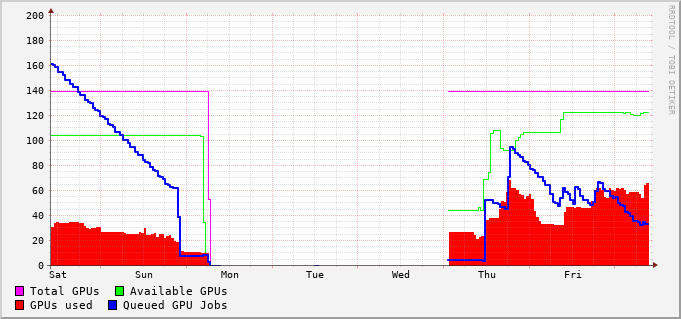 200
180
160
140
120
100
80
60
40
20
0
Sat Sun Mon Tue Wed Thu Fri
Total GPUs Available GPUs
GPUs used Queued GPU Jobs
RRDTOOL / TOBI OETIKER